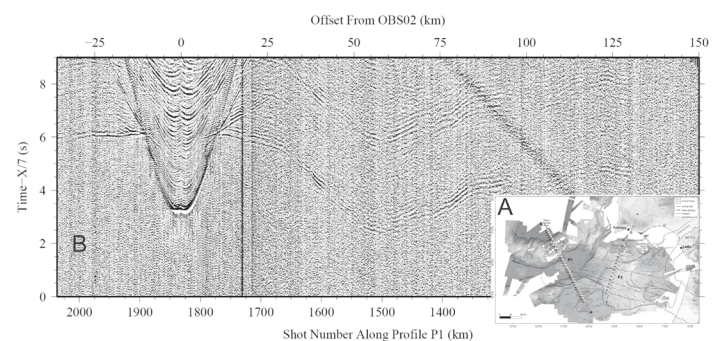 Offset From OBS02 (km)
−25 0 25 50 75 100 125 150
8
6
4
2
0
Time−X/7 (s)
B
A
P1
P2
2000 1900 1800 1700 1600 1500 1400
Shot Number Along Profile P1 (km)